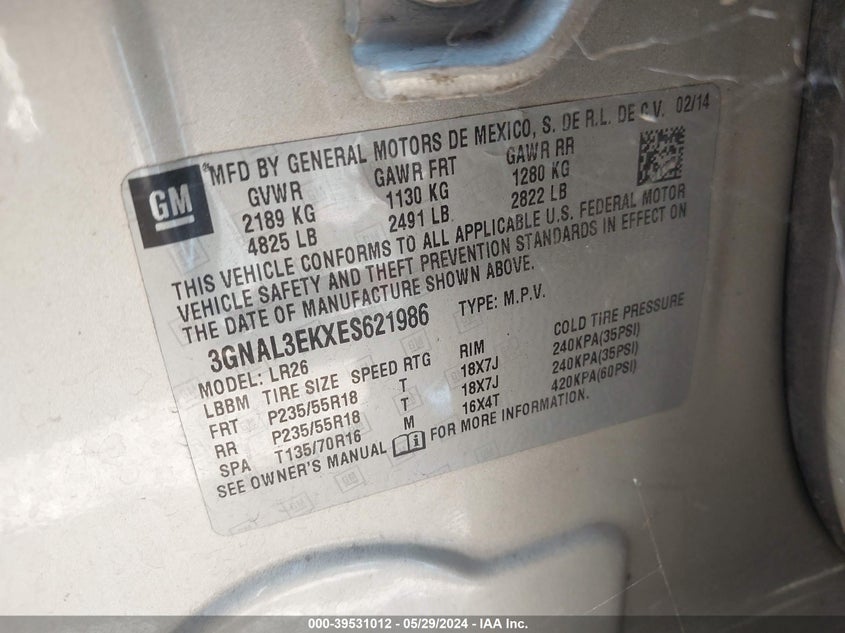 MFD BY GENERAL MOTORS DE MEXICO, S. DE R.L. DE C.V. 02/14
GM
GVWR GAWR FRT GAWR RR
2189 KG 1130 KG 1280 KG
4825 LB 2491 LB 2822 LB
THIS VEHICLE CONFORMS TO ALL APPLICABLE U.S. FEDERAL MOTOR
VEHICLE SAFETY AND THEFT PREVENTION STANDARDS IN EFFECT ON
THE DATE OF MANUFACTURE SHOWN ABOVE.
3GNAL3EKXES621986 TYPE: M.P.V.
MODEL: LR26
LBBM TIRE SIZE SPEED RTG RIM COLD TIRE PRESSURE
FRT P235/55R18 T 18X7J 240KPA(35PSI)
RR P235/55R18 T 18X7J 240KPA(35PSI)
SPA T135/70R16 M 16X4T 420KPA(60PSI)
SEE OWNER'S MANUAL FOR MORE INFORMATION.
000-39531012 - 05/29/2024 - IAA Inc.